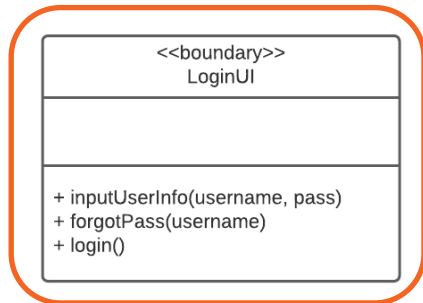 <<boundary>>
LoginUI
+ inputUserInfo(username, pass)
+ forgotPass(username)
+ login()